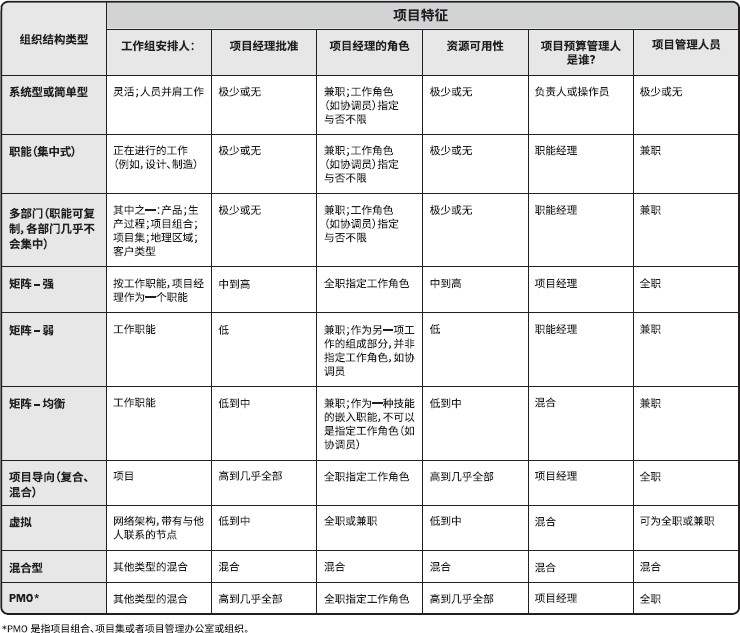 组织结构类型
项目特征
工作组安排人：
项目经理批准
项目经理的角色
资源可用性
项目预算管理人
是谁？
项目管理人员
系统型或简单型
灵活；人员并肩工作
极少或无
兼职；工作角色
（如协调员）指定
与否不限
极少或无
负责人或操作员
极少或无
职能（集中式）
正在进行的工作
（例如，设计、制造）
极少或无
兼职；工作角色
（如协调员）指定
与否不限
极少或无
职能经理
兼职
多部门（职能可复
制，各部门几乎不
会集中）
其中之一：产品；生
产过程；项目组合；
项目集；地理区域；
客户类型
极少或无
兼职；工作角色
（如协调员）指定
与否不限
极少或无
职能经理
兼职
矩阵 – 强
按工作职能，项目经
理作为一个职能
中到高
全职指定工作角色
中到高
项目经理
全职
矩阵 – 弱
工作职能
低
兼职；作为另一项工
作的组成部分，并非
指定工作角色，如协
调员
低
职能经理
兼职
矩阵 – 均衡
工作职能
低到中
兼职；作为一种技能
的嵌入职能，不可以
是指定工作角色（如
协调员）
低到中
混合
兼职
项目导向（复合、
混合）
项目
高到几乎全部
全职指定工作角色
高到几乎全部
项目经理
全职
虚拟
网络架构，带有与他
人联系的节点
低到中
全职或兼职
低到中
混合
可为全职或兼职
混合型
其他类型的混合
混合
混合
混合
混合
混合
PMO*
其他类型的混合
高到几乎全部
全职指定工作角色
高到几乎全部
项目经理
全职
*PMO 是指项目组合、项目集或者项目管理办公室或组织。